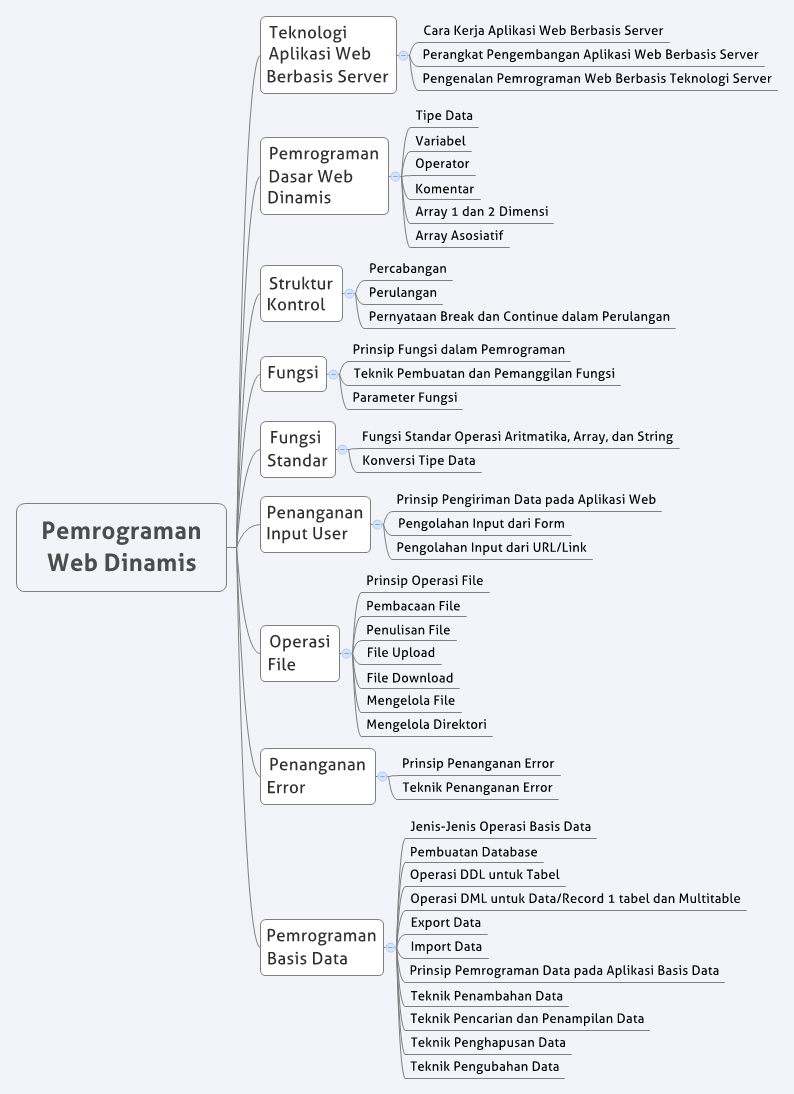 Pemrograman
Web Dinamis
Teknologi
Aplikasi Web
Berbasis Server
Cara Kerja Aplikasi Web Berbasis Server
Perangkat Pengembangan Aplikasi Web Berbasis Server
Pengenalan Pemrograman Web Berbasis Teknologi Server
Pemrograman
Dasar Web
Dinamis
Tipe Data
Variabel
Operator
Komentar
Array 1 dan 2 Dimensi
Array Asosiatif
Struktur
Kontrol
Percabangan
Perulangan
Pernyataan Break dan Continue dalam Perulangan
Fungsi
Prinsip Fungsi dalam Pemrograman
Teknik Pembuatan dan Pemanggilan Fungsi
Parameter Fungsi
Fungsi
Standar
Fungsi Standar Operasi Aritmatika, Array, dan String
Konversi Tipe Data
Penanganan
Input User
Prinsip Pengiriman Data pada Aplikasi Web
Pengolahan Input dari Form
Pengolahan Input dari URL/Link
Operasi
File
Prinsip Operasi File
Pembacaan File
Penulisan File
File Upload
File Download
Mengelola File
Mengelola Direktori
Penanganan
Error
Prinsip Penanganan Error
Teknik Penanganan Error
Pemrograman
Basis Data
Jenis-Jenis Operasi Basis Data
Pembuatan Database
Operasi DDL untuk Tabel
Operasi DML untuk Data/Record 1 tabel dan Multitable
Export Data
Import Data
Prinsip Pemrograman Data pada Aplikasi Basis Data
Teknik Penambahan Data
Teknik Pencarian dan Penampilan Data
Teknik Penghapusan Data
Teknik Pengubahan Data